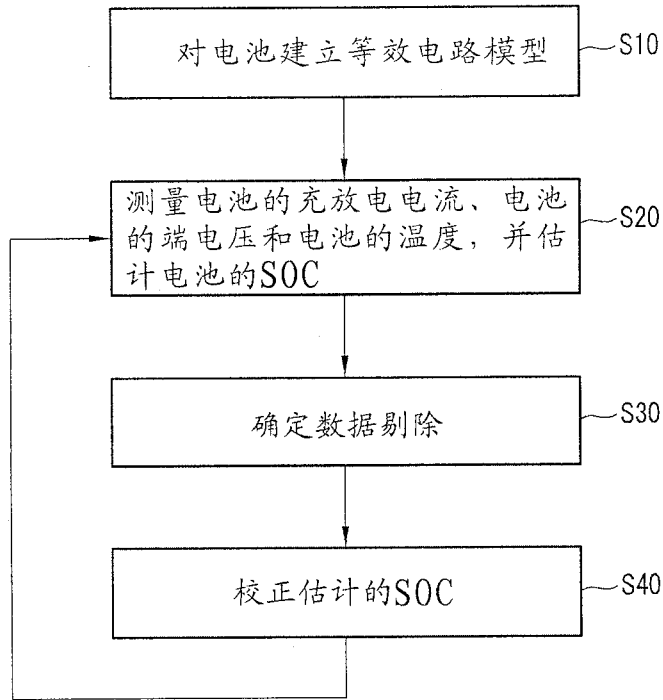 对电池建立等效电路模型
S10
测量电池的充放电电流、电池
的端电压和电池的温度，并估
计电池的SOC
S20
确定数据剔除
S30
校正估计的SOC
S40